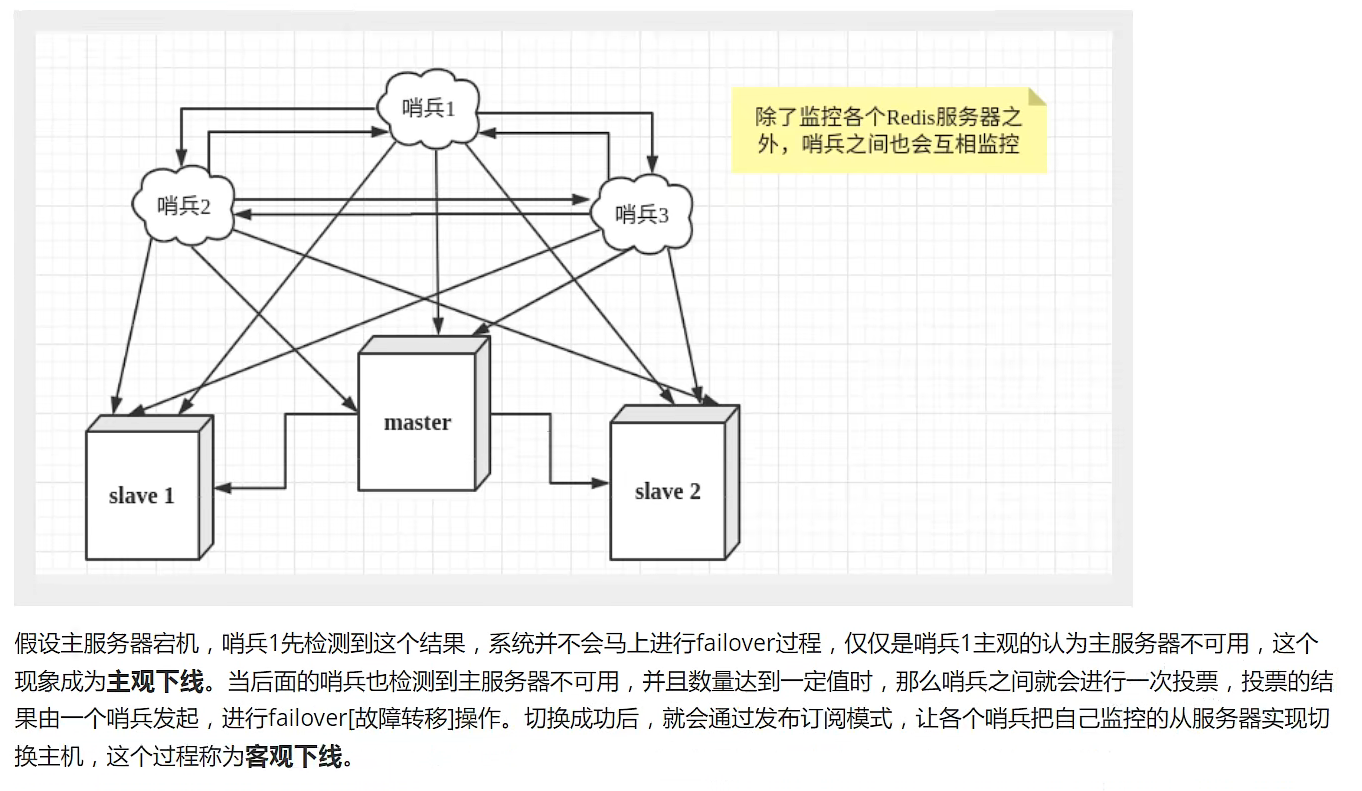 哨兵1
除了监控各个Redis服务器之
外，哨兵之间也会互相监控
哨兵2
哨兵3
master
slave 1
slave 2
假设主服务器宕机，哨兵1先检测到这个结果，系统并不会马上进行failover过程，仅仅是哨兵1主观的认为主服务器不可用，这个
现象成为主观下线。当后面的哨兵也检测到主服务器不可用，并且数量达到一定值时，那么哨兵之间就会进行一次投票，投票的结
果由一个哨兵发起，进行failover[故障转移]操作。切换成功后，就会通过发布订阅模式，让各个哨兵把自己监控的从服务器实现切
换主机，这个过程称为客观下线。